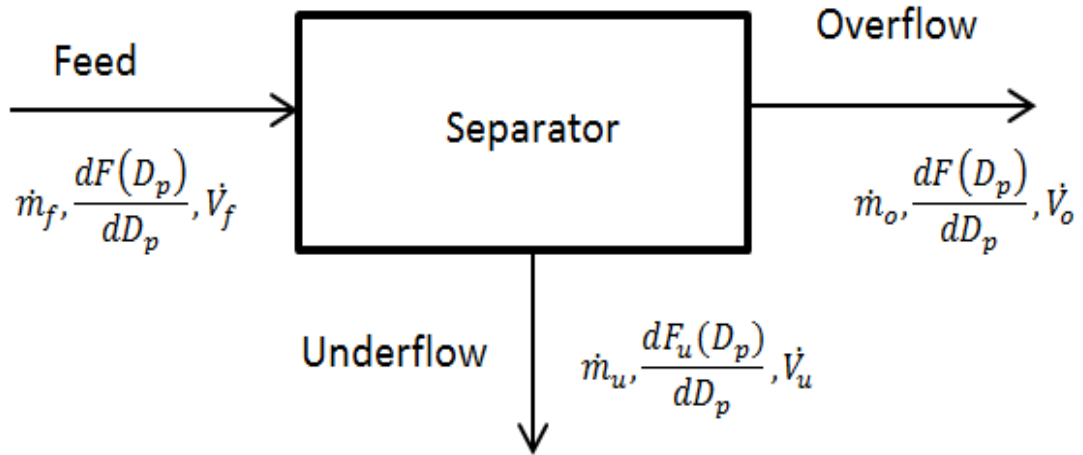 Feed
ṁ_f, dF(D_p)/dD_p, V̇_f
Separator
Overflow
ṁ_o, dF(D_p)/dD_p, V̇_o
Underflow
ṁ_u, dF_u(D_p)/dD_p, V̇_u